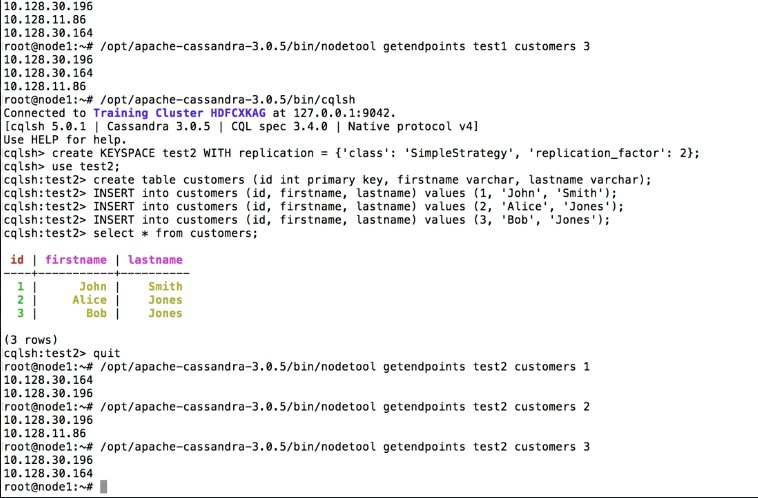 10.128.30.196
10.128.11.86
10.128.30.164
root@node1:~# /opt/apache-cassandra-3.0.5/bin/nodetool getendpoints test1 customers 3
10.128.30.196
10.128.30.164
10.128.11.86
root@node1:~# /opt/apache-cassandra-3.0.5/bin/cqlsh
Connected to Training Cluster HDFCXKAG at 127.0.0.1:9042.
[cqlsh 5.0.1 | Cassandra 3.0.5 | CQL spec 3.4.0 | Native protocol v4]
Use HELP for help.
cqlsh> create KEYSPACE test2 WITH replication = {'class': 'SimpleStrategy', 'replication_factor': 2};
cqlsh> use test2;
cqlsh:test2> create table customers (id int primary key, firstname varchar, lastname varchar);
cqlsh:test2> INSERT into customers (id, firstname, lastname) values (1, 'John', 'Smith');
cqlsh:test2> INSERT into customers (id, firstname, lastname) values (2, 'Alice', 'Jones');
cqlsh:test2> INSERT into customers (id, firstname, lastname) values (3, 'Bob', 'Jones');
cqlsh:test2> select * from customers;
 id | firstname | lastname
----+-----------+----------
  1 |      John |    Smith
  2 |     Alice |    Jones
  3 |       Bob |    Jones
(3 rows)
cqlsh:test2> quit
root@node1:~# /opt/apache-cassandra-3.0.5/bin/nodetool getendpoints test2 customers 1
10.128.30.164
10.128.30.196
root@node1:~# /opt/apache-cassandra-3.0.5/bin/nodetool getendpoints test2 customers 2
10.128.30.196
10.128.11.86
root@node1:~# /opt/apache-cassandra-3.0.5/bin/nodetool getendpoints test2 customers 3
10.128.30.196
10.128.30.164
root@node1:~#